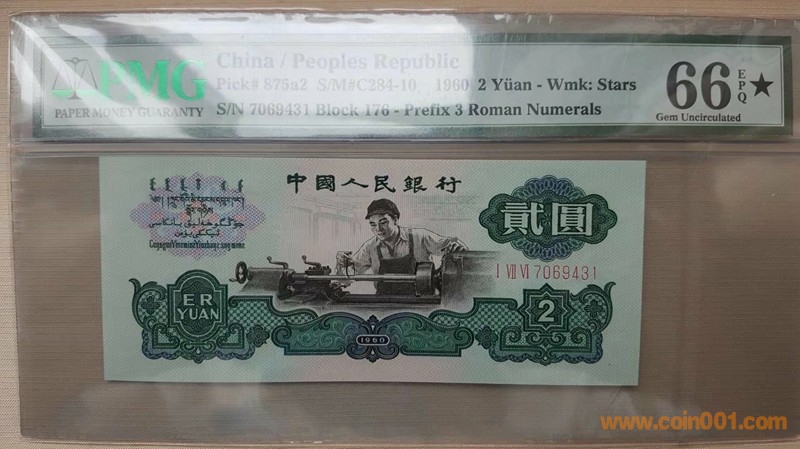 PMG
PAPER MONEY GUARANTY
China / Peoples Republic
Pick# 875a2 S/M#C284-10 1960 2 Yüan - Wmk: Stars
S/N 7069431 Block 176 - Prefix 3 Roman Numerals
66 EPQ ★
Gem Uncirculated
中國人民銀行
貳圓
I VII VI 7069431
ER
YUAN
1960
2
www.coin001.com